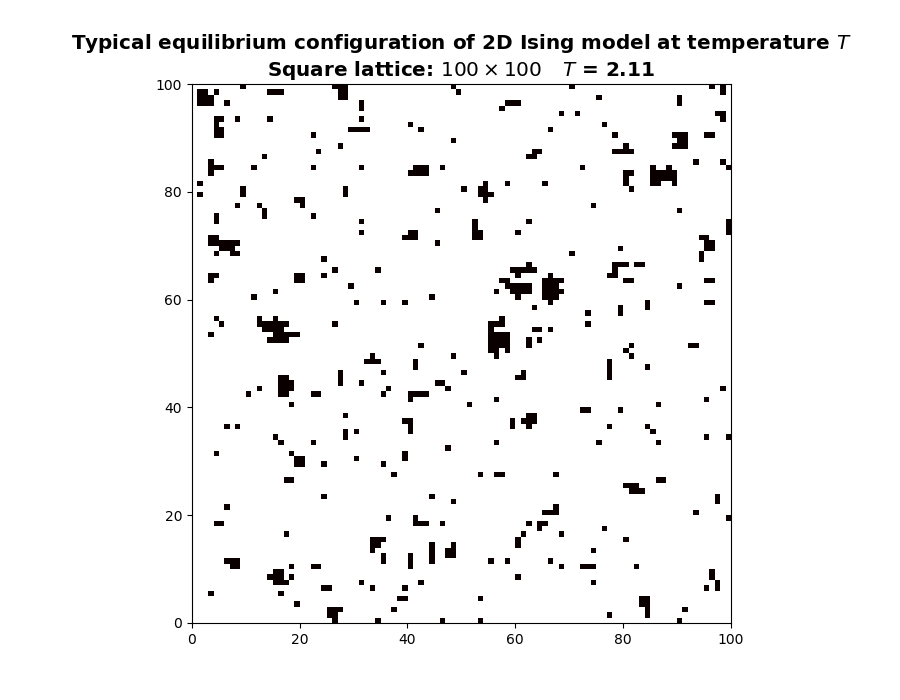 Typical equilibrium configuration of 2D Ising model at temperature T
Square lattice: 100 × 100 T = 2.11
100
80
60
40
20
0
0 20 40 60 80 100